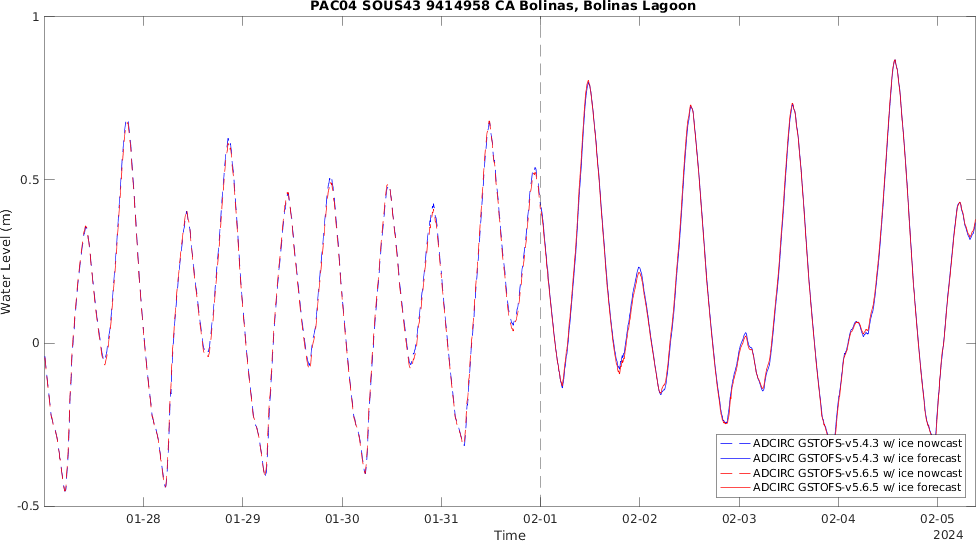 PAC04 SOUS43 9414958 CA Bolinas, Bolinas Lagoon
1
0.5
0
-0.5
Water Level (m)
01-28 01-29 01-30 01-31 02-01 02-02 02-03 02-04 02-05
Time
2024
ADCIRC GSTOFS-v5.4.3 w/ ice nowcast
ADCIRC GSTOFS-v5.4.3 w/ ice forecast
ADCIRC GSTOFS-v5.6.5 w/ ice nowcast
ADCIRC GSTOFS-v5.6.5 w/ ice forecast